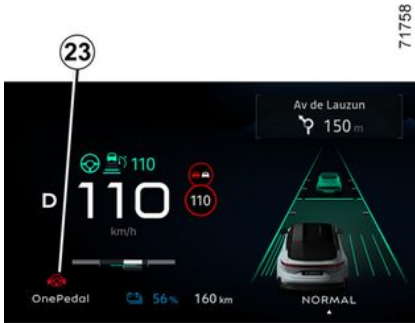 71758
23
Av de Lauzun
150 m
110
D
110
110
km/h
OnePedal
56 %
160 km
NORMAL